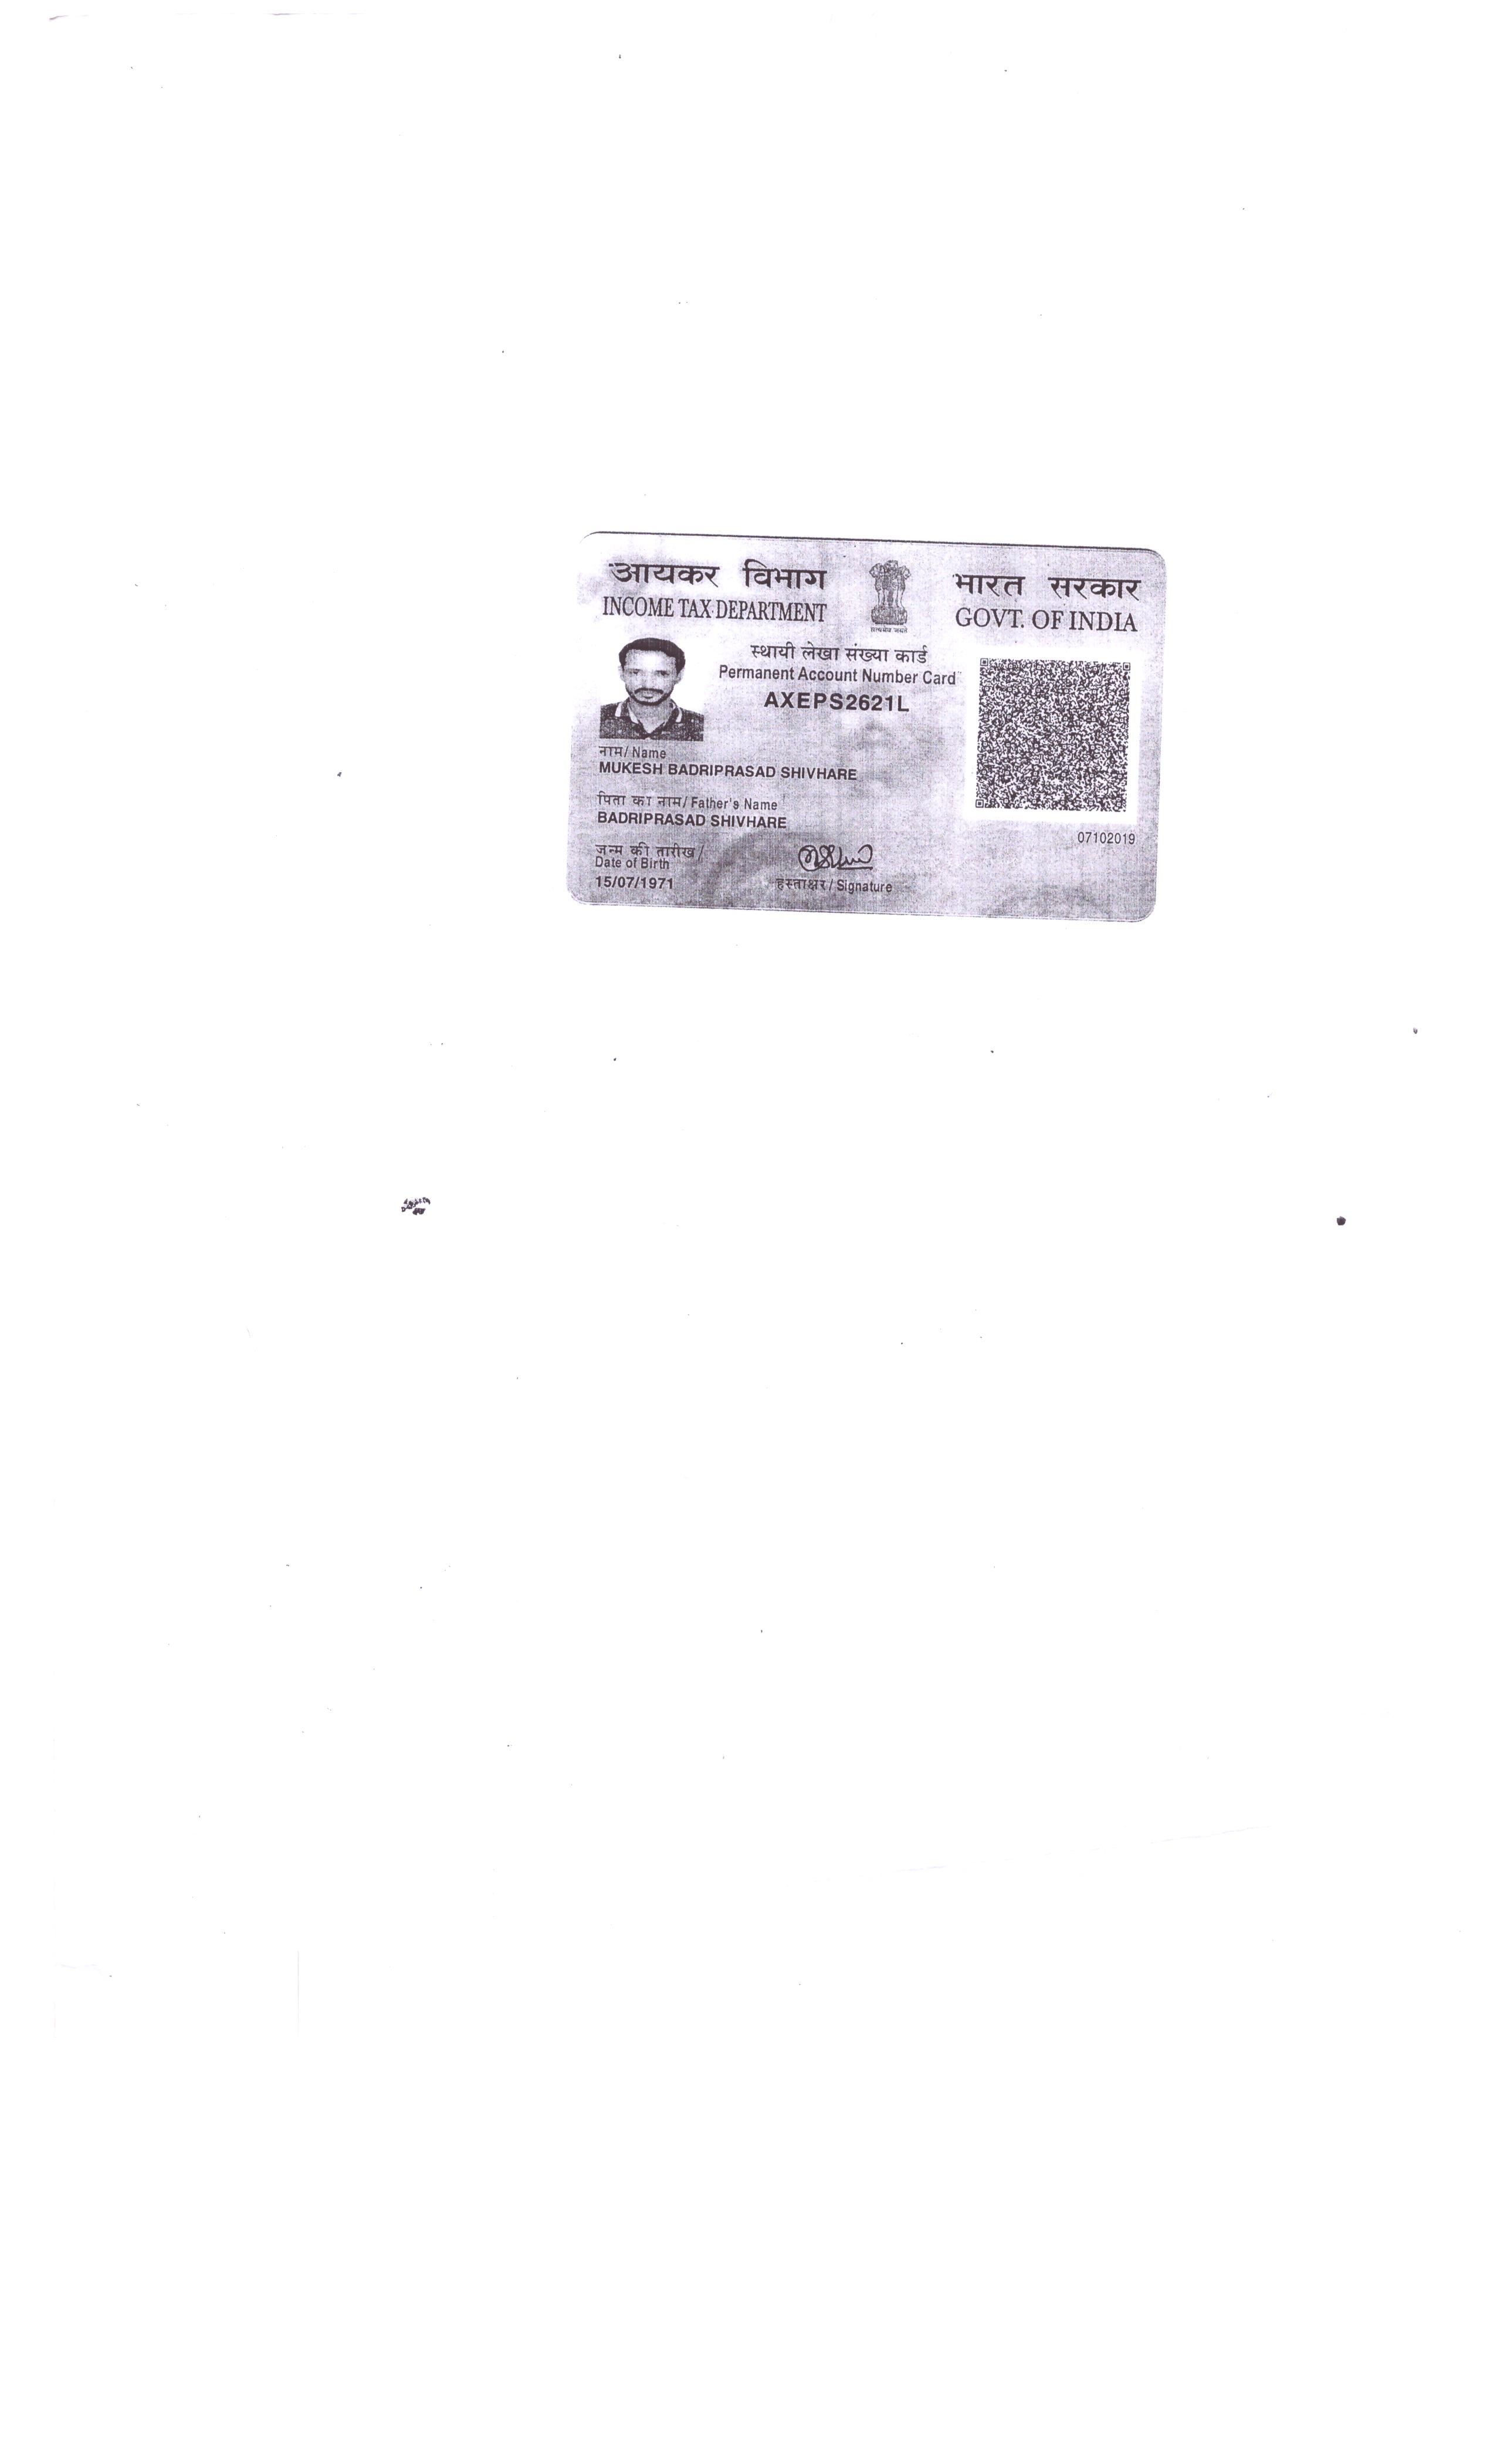 आयकर विभाग
INCOME TAX DEPARTMENT
भारत सरकार
GOVT. OF INDIA
सत्यमेव जयते
स्थायी लेखा संख्या कार्ड
Permanent Account Number Card
AXEPS2621L
नाम/ Name
MUKESH BADRIPRASAD SHIVHARE
पिता का नाम/ Father's Name
BADRIPRASAD SHIVHARE
07102019
जन्म की तारीख/
Date of Birth
15/07/1971
हस्ताक्षर/ Signature